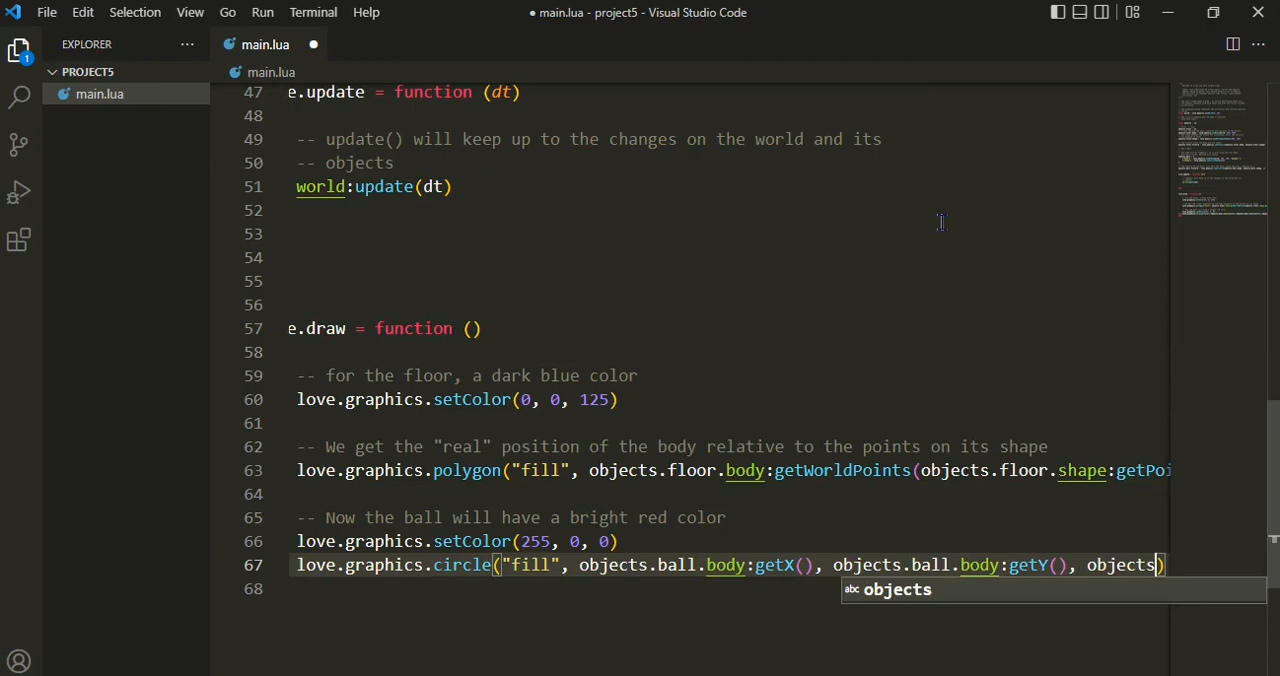 File Edit Selection View Go Run Terminal Help ● main.lua - project5 - Visual Studio Code
EXPLORER ··· main.lua ●
PROJECT5 main.lua
main.lua
1
47 e.update = function (dt)
48
49 -- update() will keep up to the changes on the world and its
50 -- objects
51 world:update(dt)
52
53
54
55
56
57 e.draw = function ()
58
59 -- for the floor, a dark blue color
60 love.graphics.setColor(0, 0, 125)
61
62 -- We get the "real" position of the body relative to the points on its shape
63 love.graphics.polygon("fill", objects.floor.body:getWorldPoints(objects.floor.shape:getPoi
64
65 -- Now the ball will have a bright red color
66 love.graphics.setColor(255, 0, 0)
67 love.graphics.circle("fill", objects.ball.body:getX(), objects.ball.body:getY(), objects)
abc objects
68